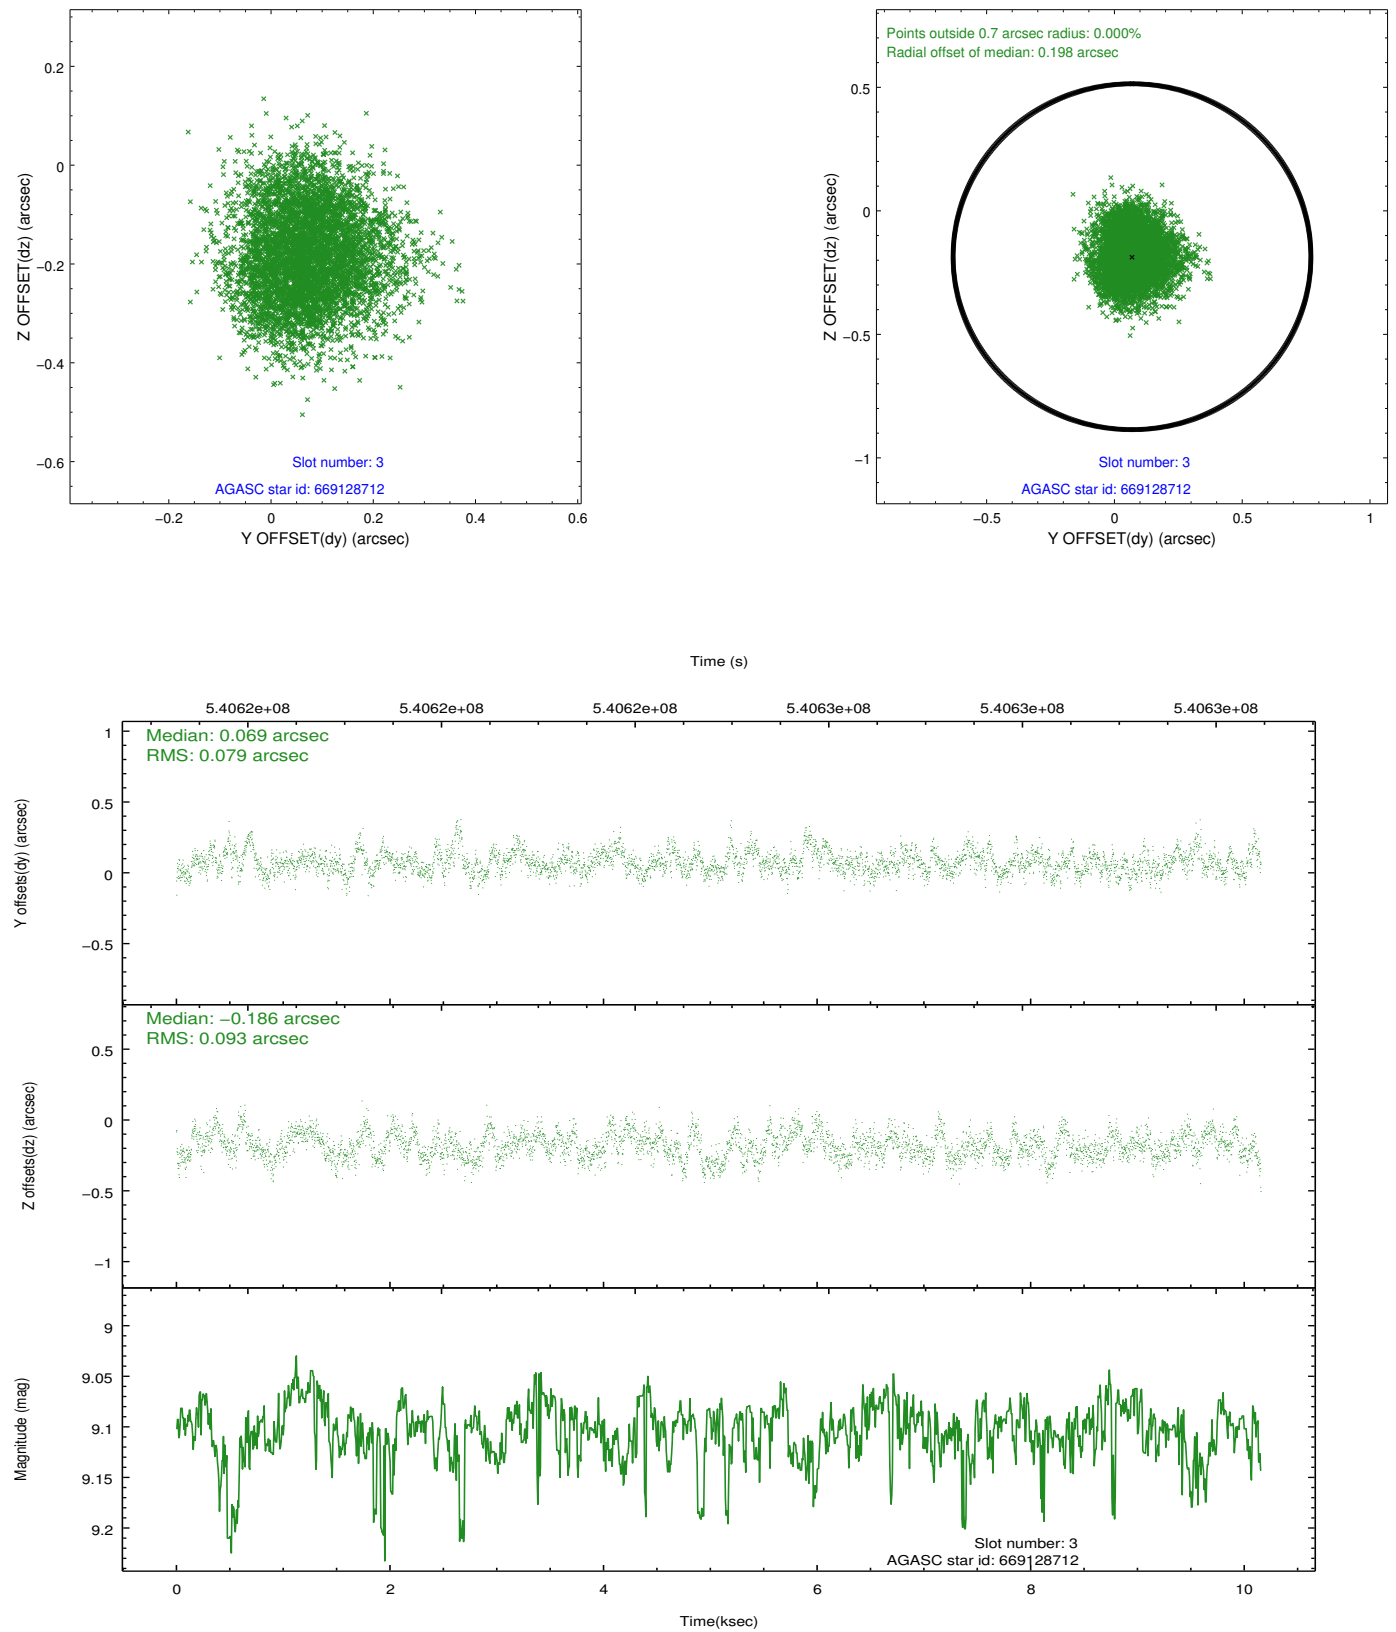 0.2
0
−0.2
−0.4
−0.6
Z OFFSET(dz) (arcsec)
Slot number: 3
AGASC star id: 669128712
−0.2
0
0.2
0.4
0.6
Y OFFSET(dy) (arcsec)
Points outside 0.7 arcsec radius: 0.000%
Radial offset of median: 0.198 arcsec
0.5
0
−0.5
−1
Z OFFSET(dz) (arcsec)
Slot number: 3
AGASC star id: 669128712
−0.5
0
0.5
1
Y OFFSET(dy) (arcsec)
Time (s)
5.4062e+08
5.4062e+08
5.4062e+08
5.4063e+08
5.4063e+08
5.4063e+08
Median: 0.069 arcsec
RMS: 0.079 arcsec
1
0.5
0
−0.5
Y offsets(dy) (arcsec)
Median: −0.186 arcsec
RMS: 0.093 arcsec
0.5
0
−0.5
−1
Z offsets(dz) (arcsec)
9
9.05
9.1
9.15
9.2
Magnitude (mag)
Slot number: 3
AGASC star id: 669128712
0
2
4
6
8
10
Time(ksec)